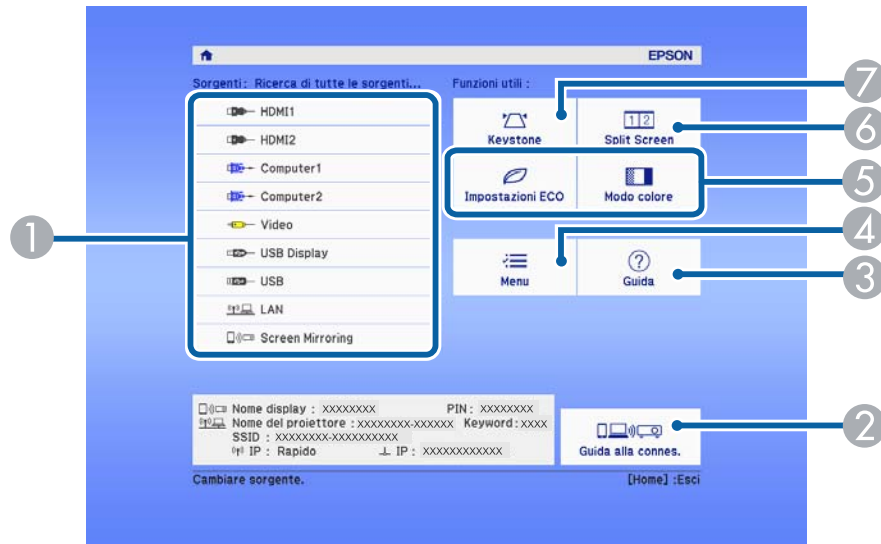 EPSON
Sorgenti: Ricerca di tutte le sorgenti...
Funzioni utili :
HDMI1
HDMI2
Computer1
Computer2
Video
USB Display
USB
LAN
Screen Mirroring
Keystone
1 2
Split Screen
Impostazioni ECO
Modo colore
Menu
?
Guida
Nome display : XXXXXXXX PIN: XXXXXXXX
Nome del proiettore : XXXXXXXX-XXXXXX Keyword: XXXX
SSID : XXXXXXXX-XXXXXXXXXX
IP : Rapido IP : XXXXXXXXXXXX
Guida alla connes.
Cambiare sorgente.
[Home] :Esci
1
7
6
5
4
3
2